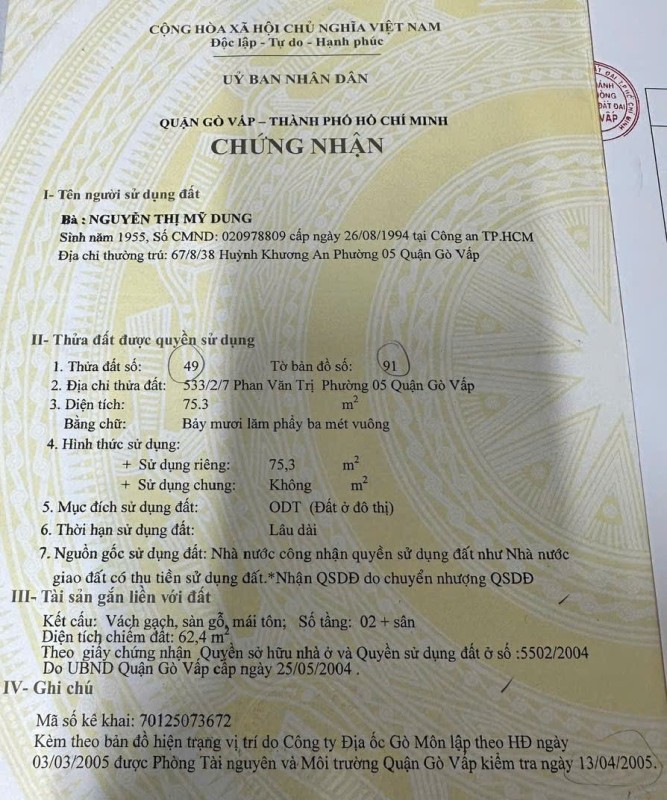 CỘNG HÒA XÃ HỘI CHỦ NGHĨA VIỆT NAM
Độc lập - Tự do - Hạnh phúc
UỶ BAN NHÂN DÂN
QUẬN GÒ VẤP – THÀNH PHỐ HỒ CHÍ MINH
CHỨNG NHẬN
I- Tên người sử dụng đất
Bà : NGUYỄN THỊ MỸ DUNG
Sinh năm 1955, Số CMND: 020978809 cấp ngày 26/08/1994 tại Công an TP.HCM
Địa chỉ thường trú: 67/8/38 Huỳnh Khương An Phường 05 Quận Gò Vấp
II- Thửa đất được quyền sử dụng
1. Thửa đất số: 49 Tờ bản đồ số: 91
2. Địa chỉ thửa đất: 533/2/7 Phan Văn Trị Phường 05 Quận Gò Vấp
3. Diện tích: 75.3 m²
Bằng chữ: Bảy mươi lăm phẩy ba mét vuông
4. Hình thức sử dụng:
+ Sử dụng riêng: 75,3 m²
+ Sử dụng chung: Không m²
5. Mục đích sử dụng đất: ODT (Đất ở đô thị)
6. Thời hạn sử dụng đất: Lâu dài
7. Nguồn gốc sử dụng đất: Nhà nước công nhận quyền sử dụng đất như Nhà nước
giao đất có thu tiền sử dụng đất.*Nhận QSDĐ do chuyển nhượng QSDĐ
III- Tài sản gắn liền với đất
Kết cấu: Vách gạch, sàn gỗ, mái tôn; Số tầng: 02 + sân
Diện tích chiếm đất: 62,4 m²
Theo giấy chứng nhận Quyền sở hữu nhà ở và Quyền sử dụng đất ở số :5502/2004
Do UBND Quận Gò Vấp cấp ngày 25/05/2004 .
IV- Ghi chú
Mã số kê khai: 70125073672
Kèm theo bản đồ hiện trạng vị trí do Công ty Địa ốc Gò Môn lập theo HĐ ngày
03/03/2005 được Phòng Tài nguyên và Môi trường Quận Gò Vấp kiểm tra ngày 13/04/2005.